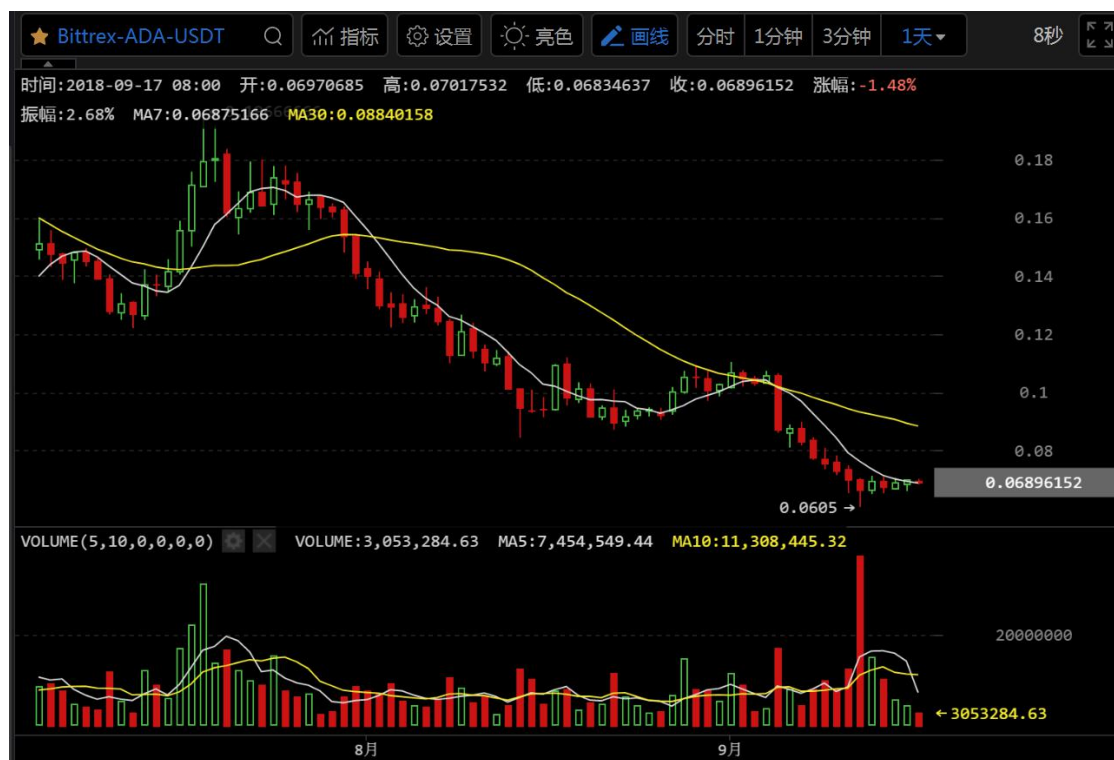 Bittrex-ADA-USDT 指标 设置 亮色 画线 分时 1分钟 3分钟 1天 8秒
时间:2018-09-17 08:00 开:0.06970685 高:0.07017532 低:0.06834637 收:0.06896152 涨幅:-1.48%
振幅:2.68% MA7:0.06875166 MA30:0.08840158
0.18
0.16
0.14
0.12
0.1
0.08
0.06896152
0.0605
VOLUME(5,10,0,0,0,0) VOLUME:3,053,284.63 MA5:7,454,549.44 MA10:11,308,445.32
20000000
3053284.63
8月 9月